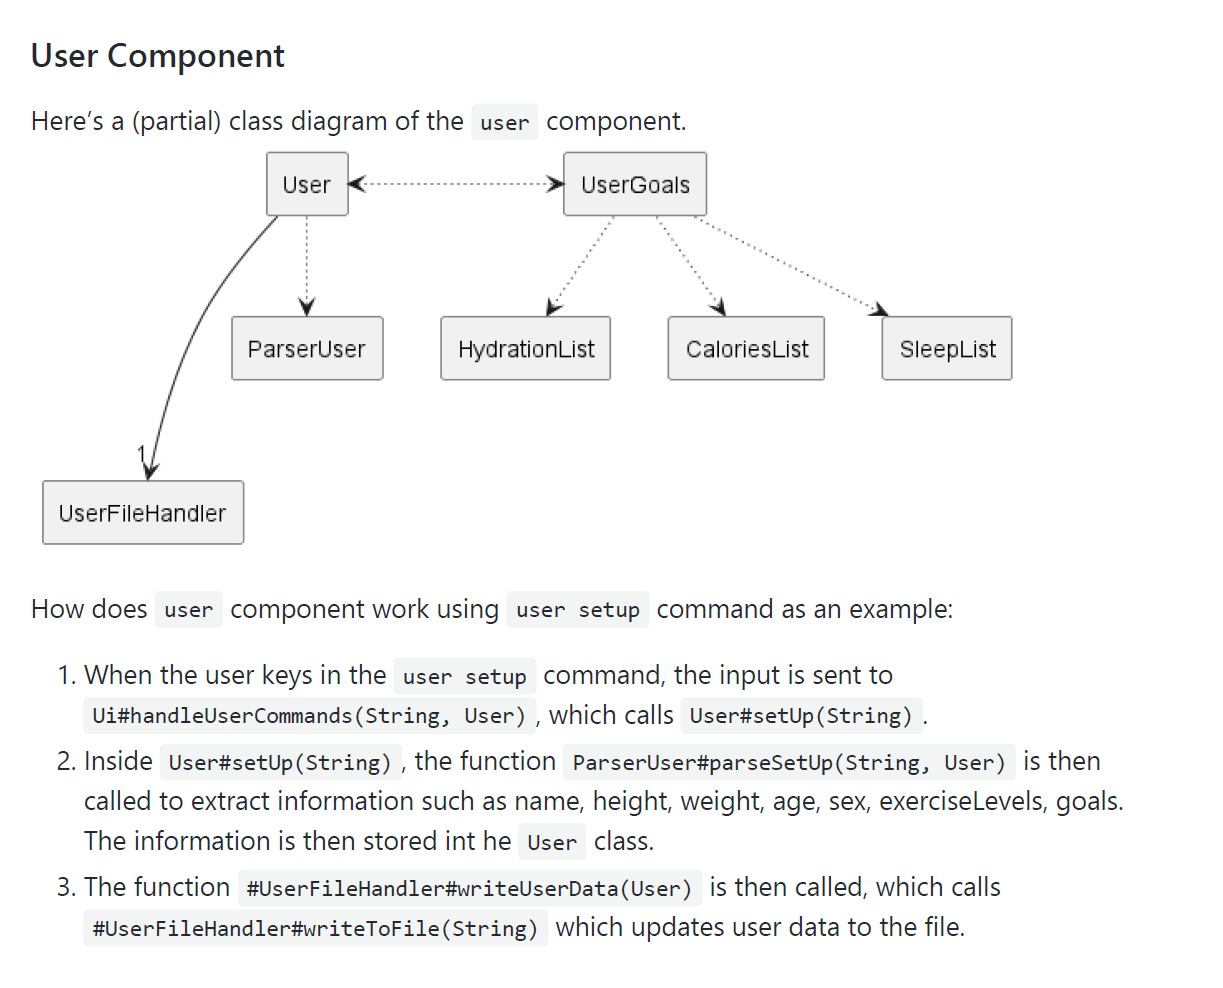 User Component
Here’s a (partial) class diagram of the user component.
User
UserGoals
ParserUser
HydrationList
CaloriesList
SleepList
1
UserFileHandler
How does user component work using user setup command as an example:
1. When the user keys in the user setup command, the input is sent to
Ui#handleUserCommands(String, User) , which calls User#setUp(String) .
2. Inside User#setUp(String) , the function ParserUser#parseSetUp(String, User) is then
called to extract information such as name, height, weight, age, sex, exerciseLevels, goals.
The information is then stored int he User class.
3. The function #UserFileHandler#writeUserData(User) is then called, which calls
#UserFileHandler#writeToFile(String) which updates user data to the file.